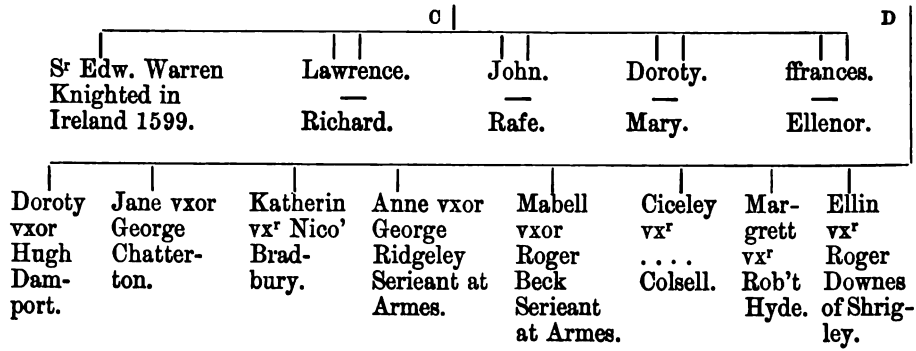 C D
Sʳ Edw. Warren
Knighted in
Ireland 1599.
Lawrence.
Richard.
John.
Rafe.
Doroty.
Mary.
ffrances.
Ellenor.
Doroty
vxor
Hugh
Dam-
port.
Jane vxor
George
Chatter-
ton.
Katherin
vxʳ Nico'
Brad-
bury.
Anne vxor
George
Ridgeley
Serieant at
Armes.
Mabell
vxor
Roger
Beck
Serieant
at Armes.
Ciceley
vxʳ
. . . .
Colsell.
Mar-
grett
vxʳ
Rob't
Hyde.
Ellin
vxʳ
Roger
Downes
of Shrig-
ley.